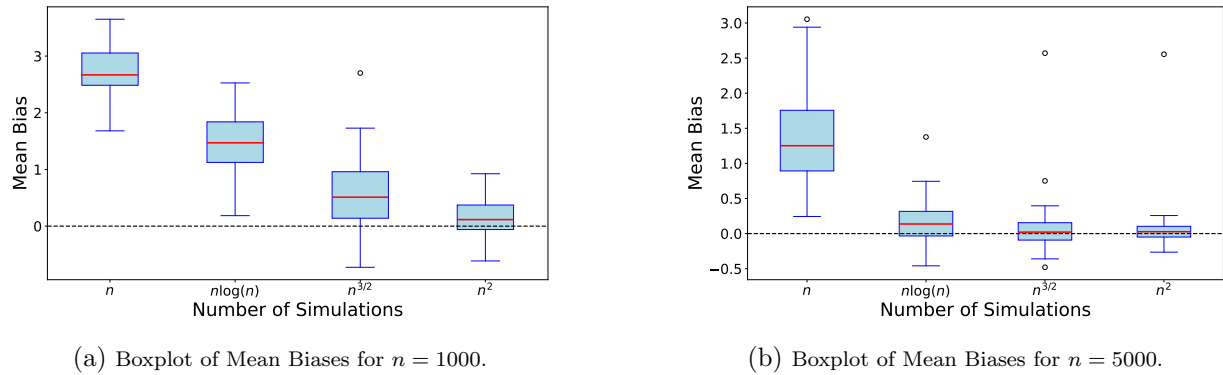 Mean Bias
3
2
1
0
n
nlog(n)
n^{3/2}
n^2
Number of Simulations
(a) Boxplot of Mean Biases for n = 1000.
Mean Bias
3.0
2.5
2.0
1.5
1.0
0.5
0.0
−0.5
n
nlog(n)
n^{3/2}
n^2
Number of Simulations
(b) Boxplot of Mean Biases for n = 5000.